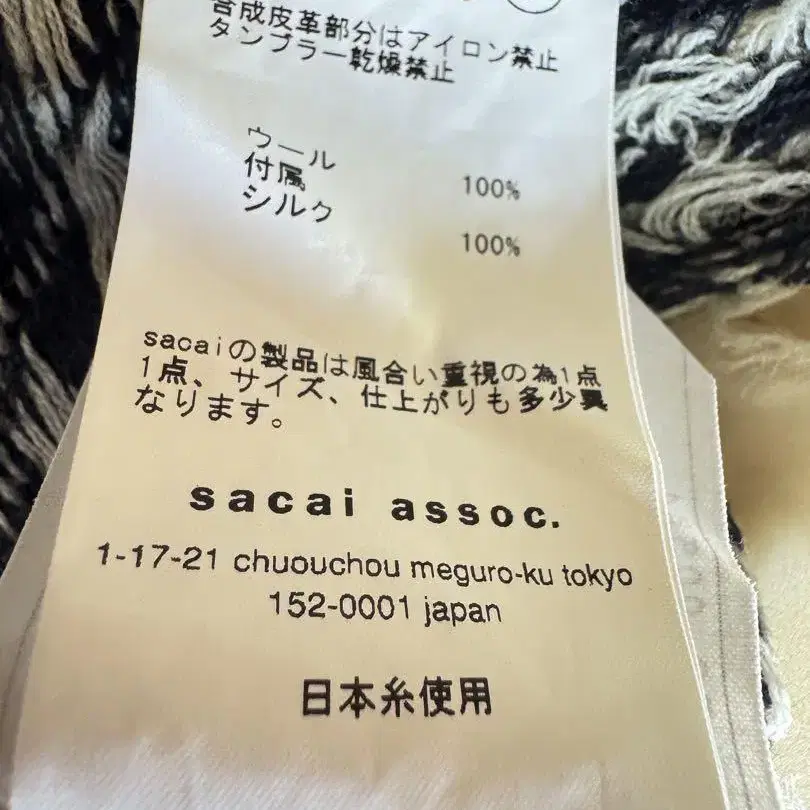 合成皮革部分はアイロン禁止
タンブラー乾燥禁止
ウール 100%
付属
シルク 100%
sacaiの製品は風合い重視の為1点
1点、サイズ、仕上がりも多少異
なります。
sacai assoc.
1-17-21 chuouchou meguro-ku tokyo
152-0001 japan
日本糸使用